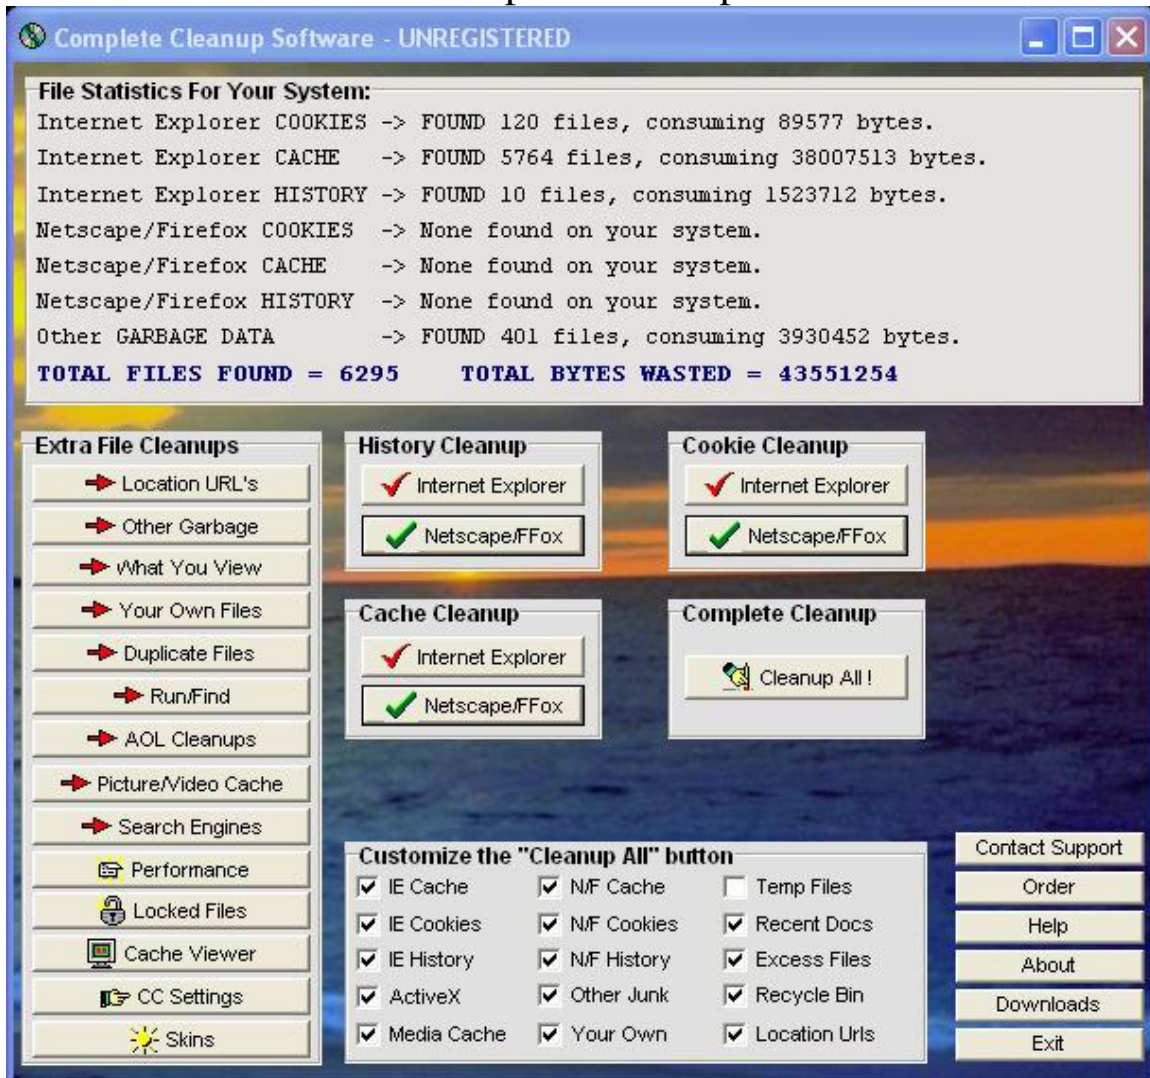 Complete Cleanup Software - UNREGISTERED
File Statistics For Your System:
Internet Explorer COOKIES -> FOUND 120 files, consuming 89577 bytes.
Internet Explorer CACHE -> FOUND 5764 files, consuming 38007513 bytes.
Internet Explorer HISTORY -> FOUND 10 files, consuming 1523712 bytes.
Netscape/Firefox COOKIES -> None found on your system.
Netscape/Firefox CACHE -> None found on your system.
Netscape/Firefox HISTORY -> None found on your system.
Other GARBAGE DATA -> FOUND 401 files, consuming 3930452 bytes.
TOTAL FILES FOUND = 6295 TOTAL BYTES WASTED = 43551254
Extra File Cleanups
Location URL's
Other Garbage
What You View
Your Own Files
Duplicate Files
Run/Find
AOL Cleanups
Picture/Video Cache
Search Engines
Performance
Locked Files
Cache Viewer
CC Settings
Skins
History Cleanup
Internet Explorer
Netscape/FFox
Cookie Cleanup
Internet Explorer
Netscape/FFox
Cache Cleanup
Internet Explorer
Netscape/FFox
Complete Cleanup
Cleanup All !
Customize the "Cleanup All" button
IE Cache N/F Cache Temp Files
IE Cookies N/F Cookies Recent Docs
IE History N/F History Excess Files
ActiveX Other Junk Recycle Bin
Media Cache Your Own Location Urls
Contact Support
Order
Help
About
Downloads
Exit